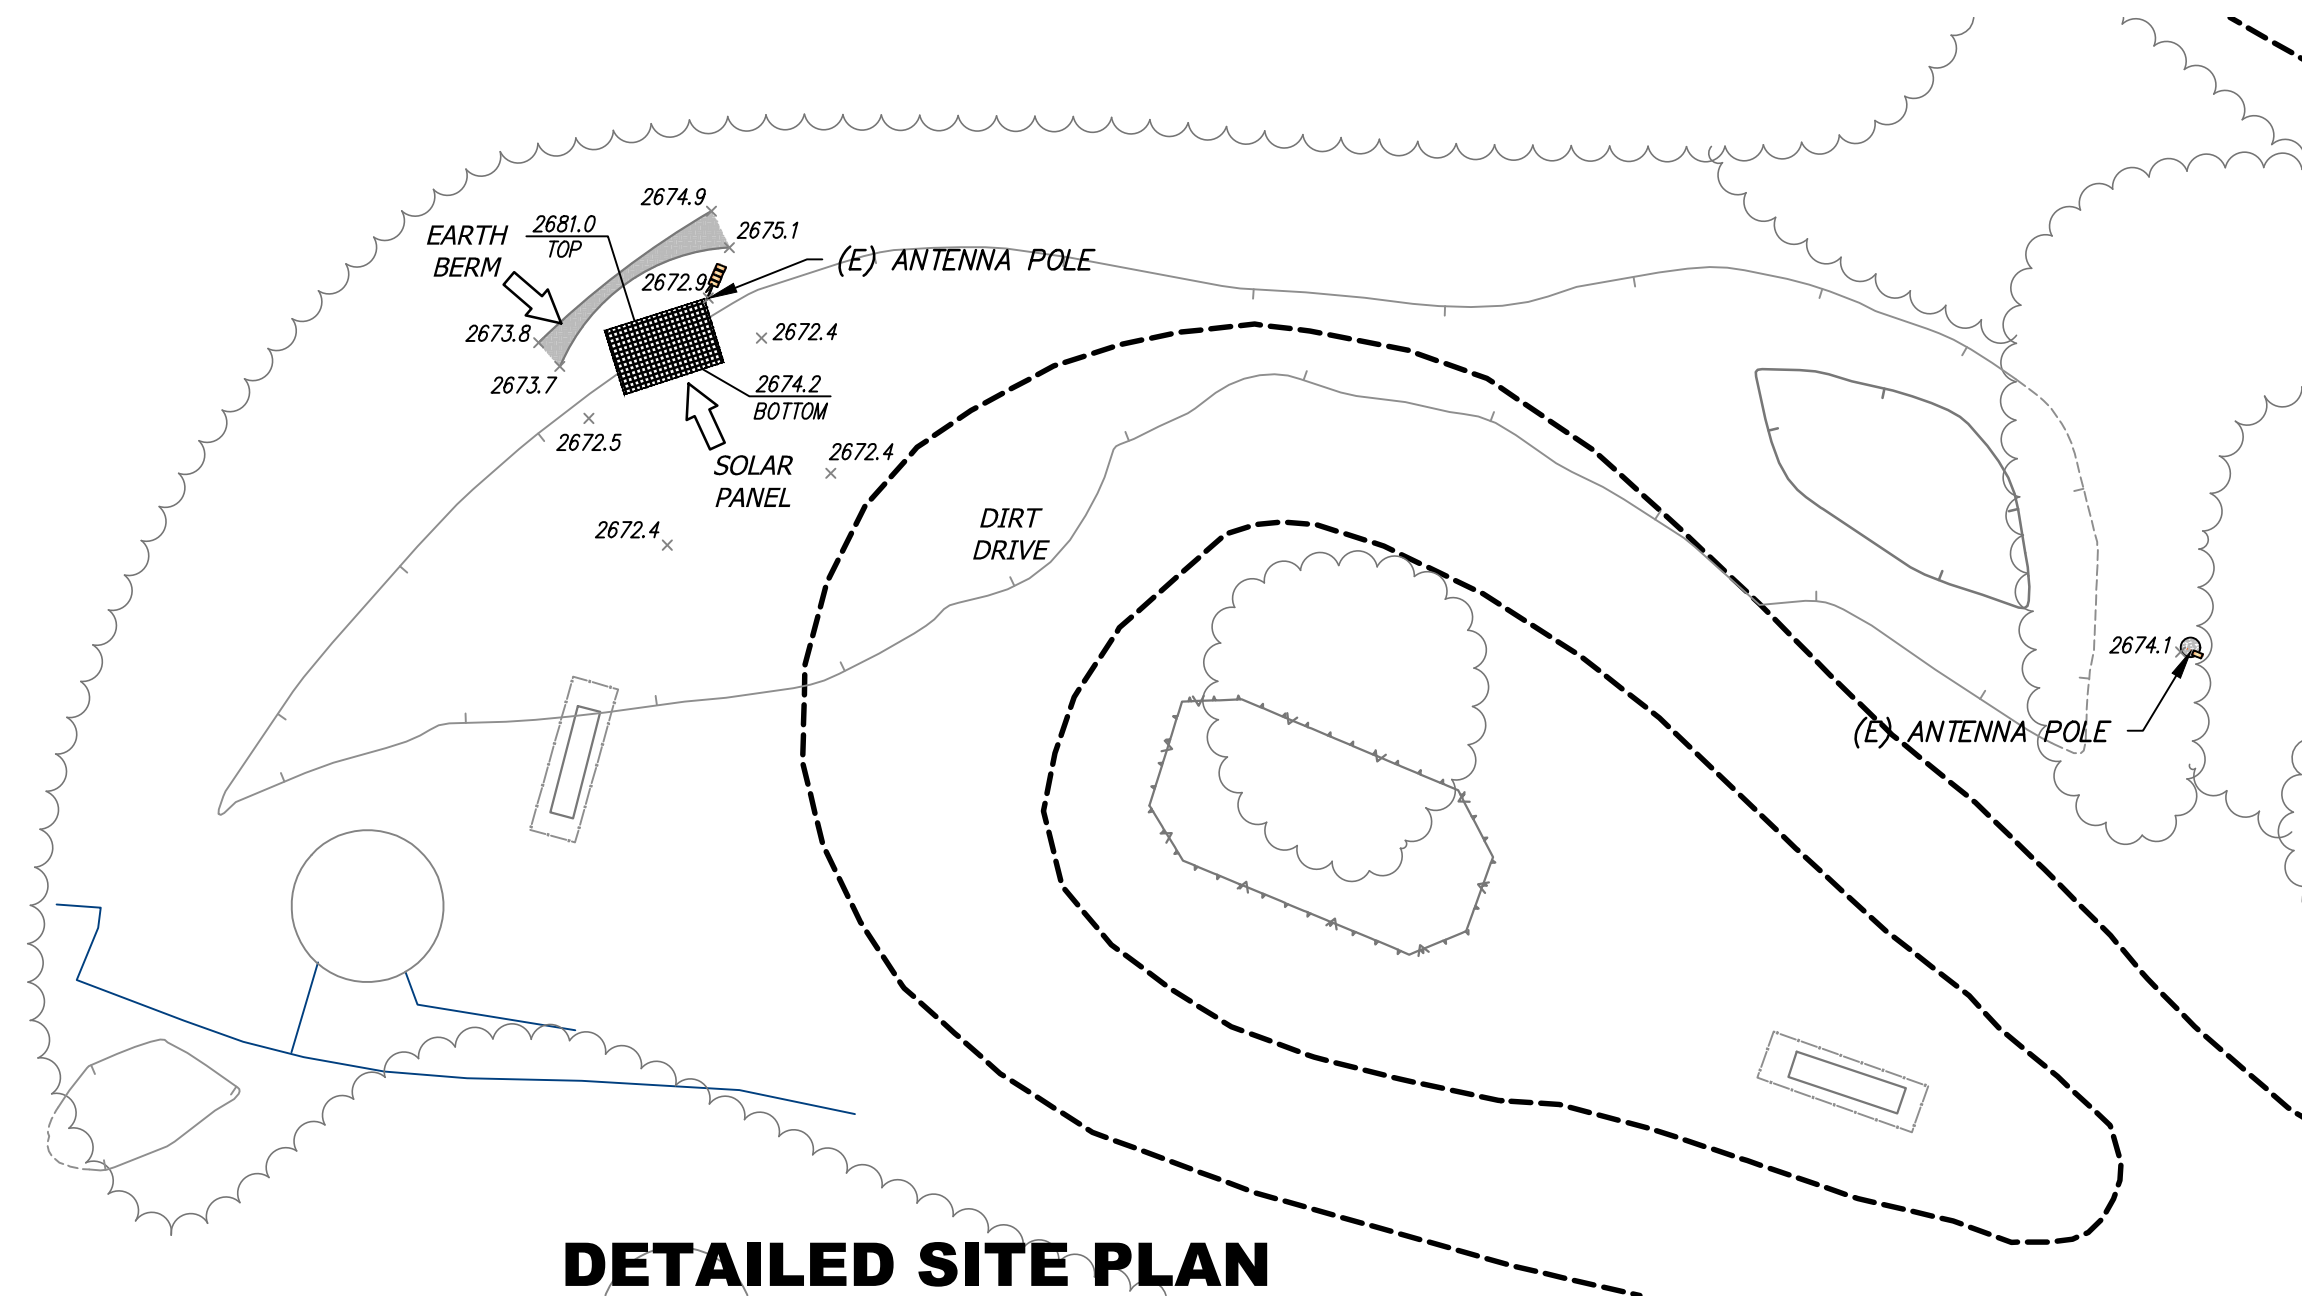 2674.9
2681.0
TOP
EARTH
BERM
2675.1
(E) ANTENNA POLE
2672.9
2673.8
2672.4
2673.7
2674.2
BOTTOM
2672.5
2672.4
SOLAR
PANEL
2672.4
DIRT
DRIVE
2674.1
(E) ANTENNA POLE
DETAILED SITE PLAN